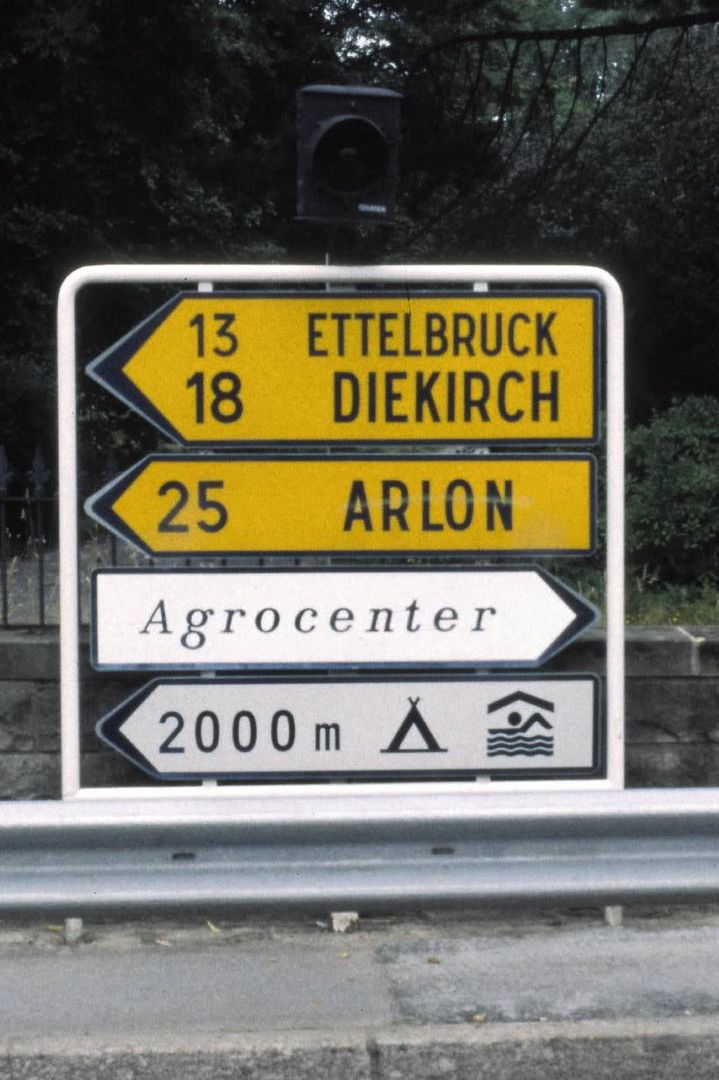 13 ETTELBRUCK
18 DIEKIRCH
25 ARLON
Agrocenter
2000 m